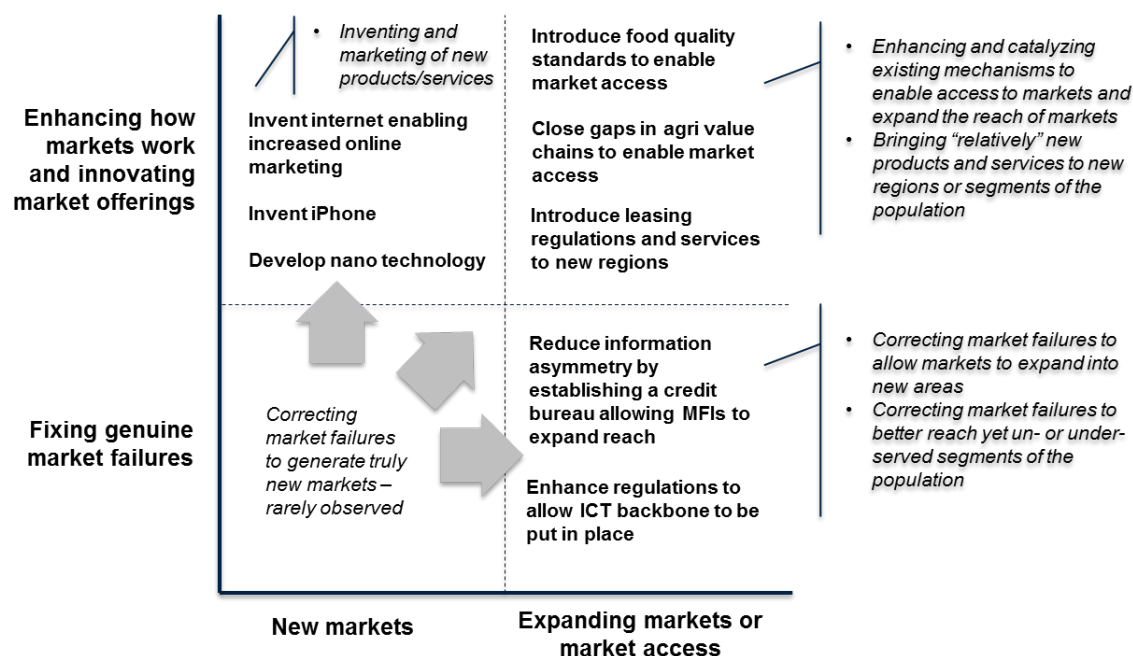 Enhancing how
markets work
and innovating
market offerings
• Inventing and
marketing of new
products/services
Invent internet enabling
increased online
marketing
Invent iPhone
Develop nano technology
Introduce food quality
standards to enable
market access
Close gaps in agri value
chains to enable market
access
Introduce leasing
regulations and services
to new regions
• Enhancing and catalyzing
existing mechanisms to
enable access to markets and
expand the reach of markets
• Bringing “relatively” new
products and services to new
regions or segments of the
population
Fixing genuine
market failures
Correcting
market failures
to generate truly
new markets –
rarely observed
Reduce information
asymmetry by
establishing a credit
bureau allowing MFIs to
expand reach
Enhance regulations to
allow ICT backbone to be
put in place
• Correcting market failures to
allow markets to expand into
new areas
• Correcting market failures to
better reach yet un- or under-
served segments of the
population
New markets
Expanding markets or
market access